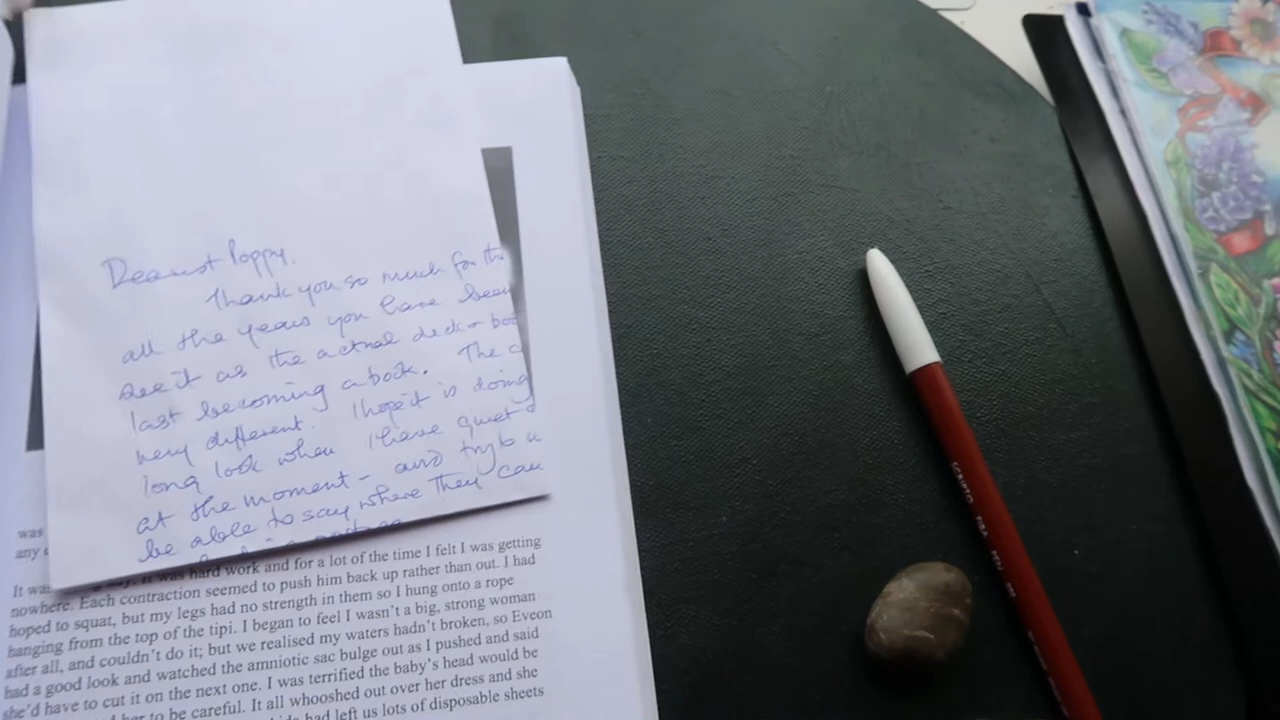 Dearest Poppy.
Thank you so much for
all the years you have been
see it as the actual deck + boo
last becoming a book. The
very different. I hope it is doing
long look when I have quiet
at the moment - and try to
be able to say where they can
was
any
It was hard work and for a lot of the time I felt I was getting
nowhere. Each contraction seemed to push him back up rather than out. I had
hoped to squat, but my legs had no strength in them so I hung onto a rope
hanging from the top of the tipi. I began to feel I wasn't a big, strong woman
after all, and couldn't do it; but we realised my waters hadn't broken, so Eveon
had a good look and watched the amniotic sac bulge out as I pushed and said
she'd have to cut it on the next one. I was terrified the baby's head would be
her to be careful. It all whooshed out over her dress and she
had left us lots of disposable sheets
SCRIPTO